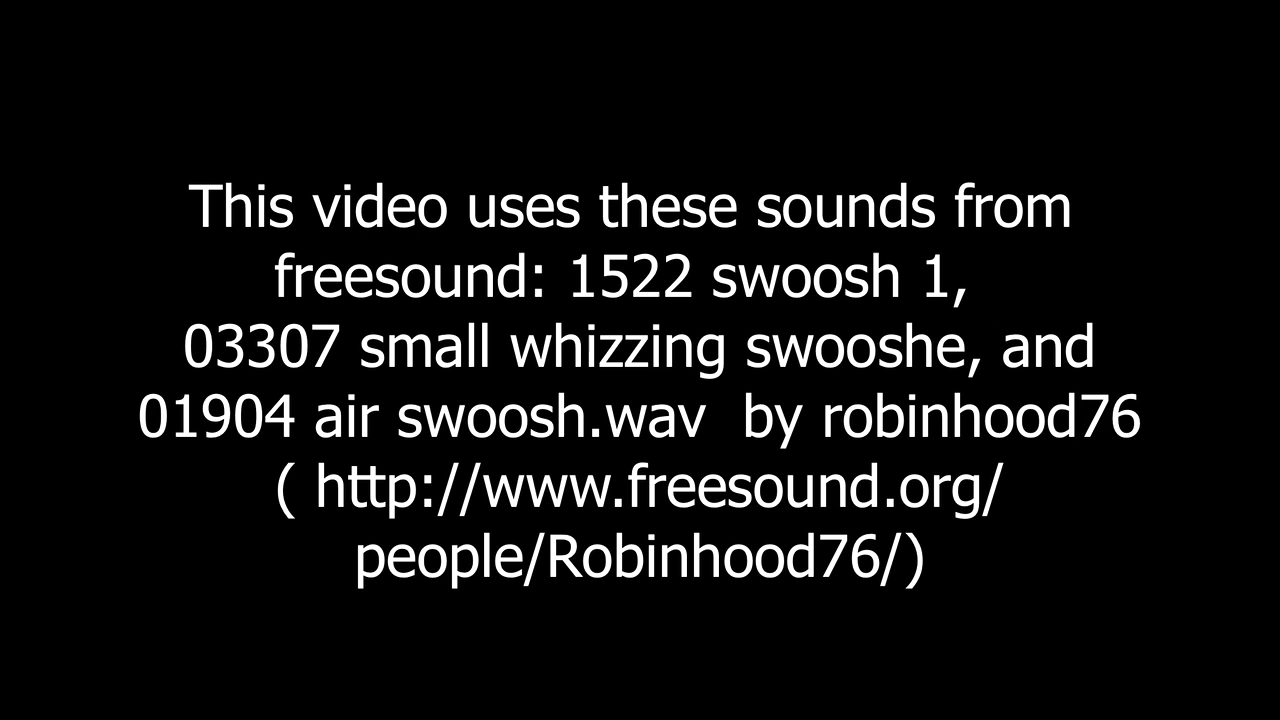 This video uses these sounds from
freesound: 1522 swoosh 1,
03307 small whizzing swooshe, and
01904 air swoosh.wav  by robinhood76
( http://www.freesound.org/
people/Robinhood76/)